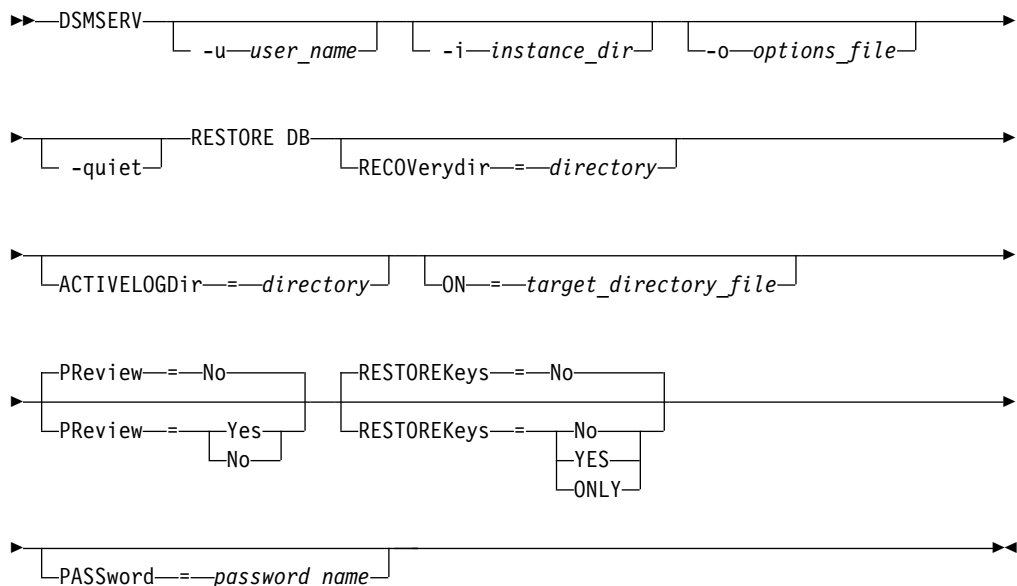 DSMSERV
-u user_name -i instance_dir -o options_file
RESTORE DB
-quiet RECOVerydir = directory
ACTIVELOGDir = directory ON = target_directory_file
PReview = No RESTOREKeys = No
PReview = Yes RESTOREKeys = No
No YES
ONLY
PASSword = password_name